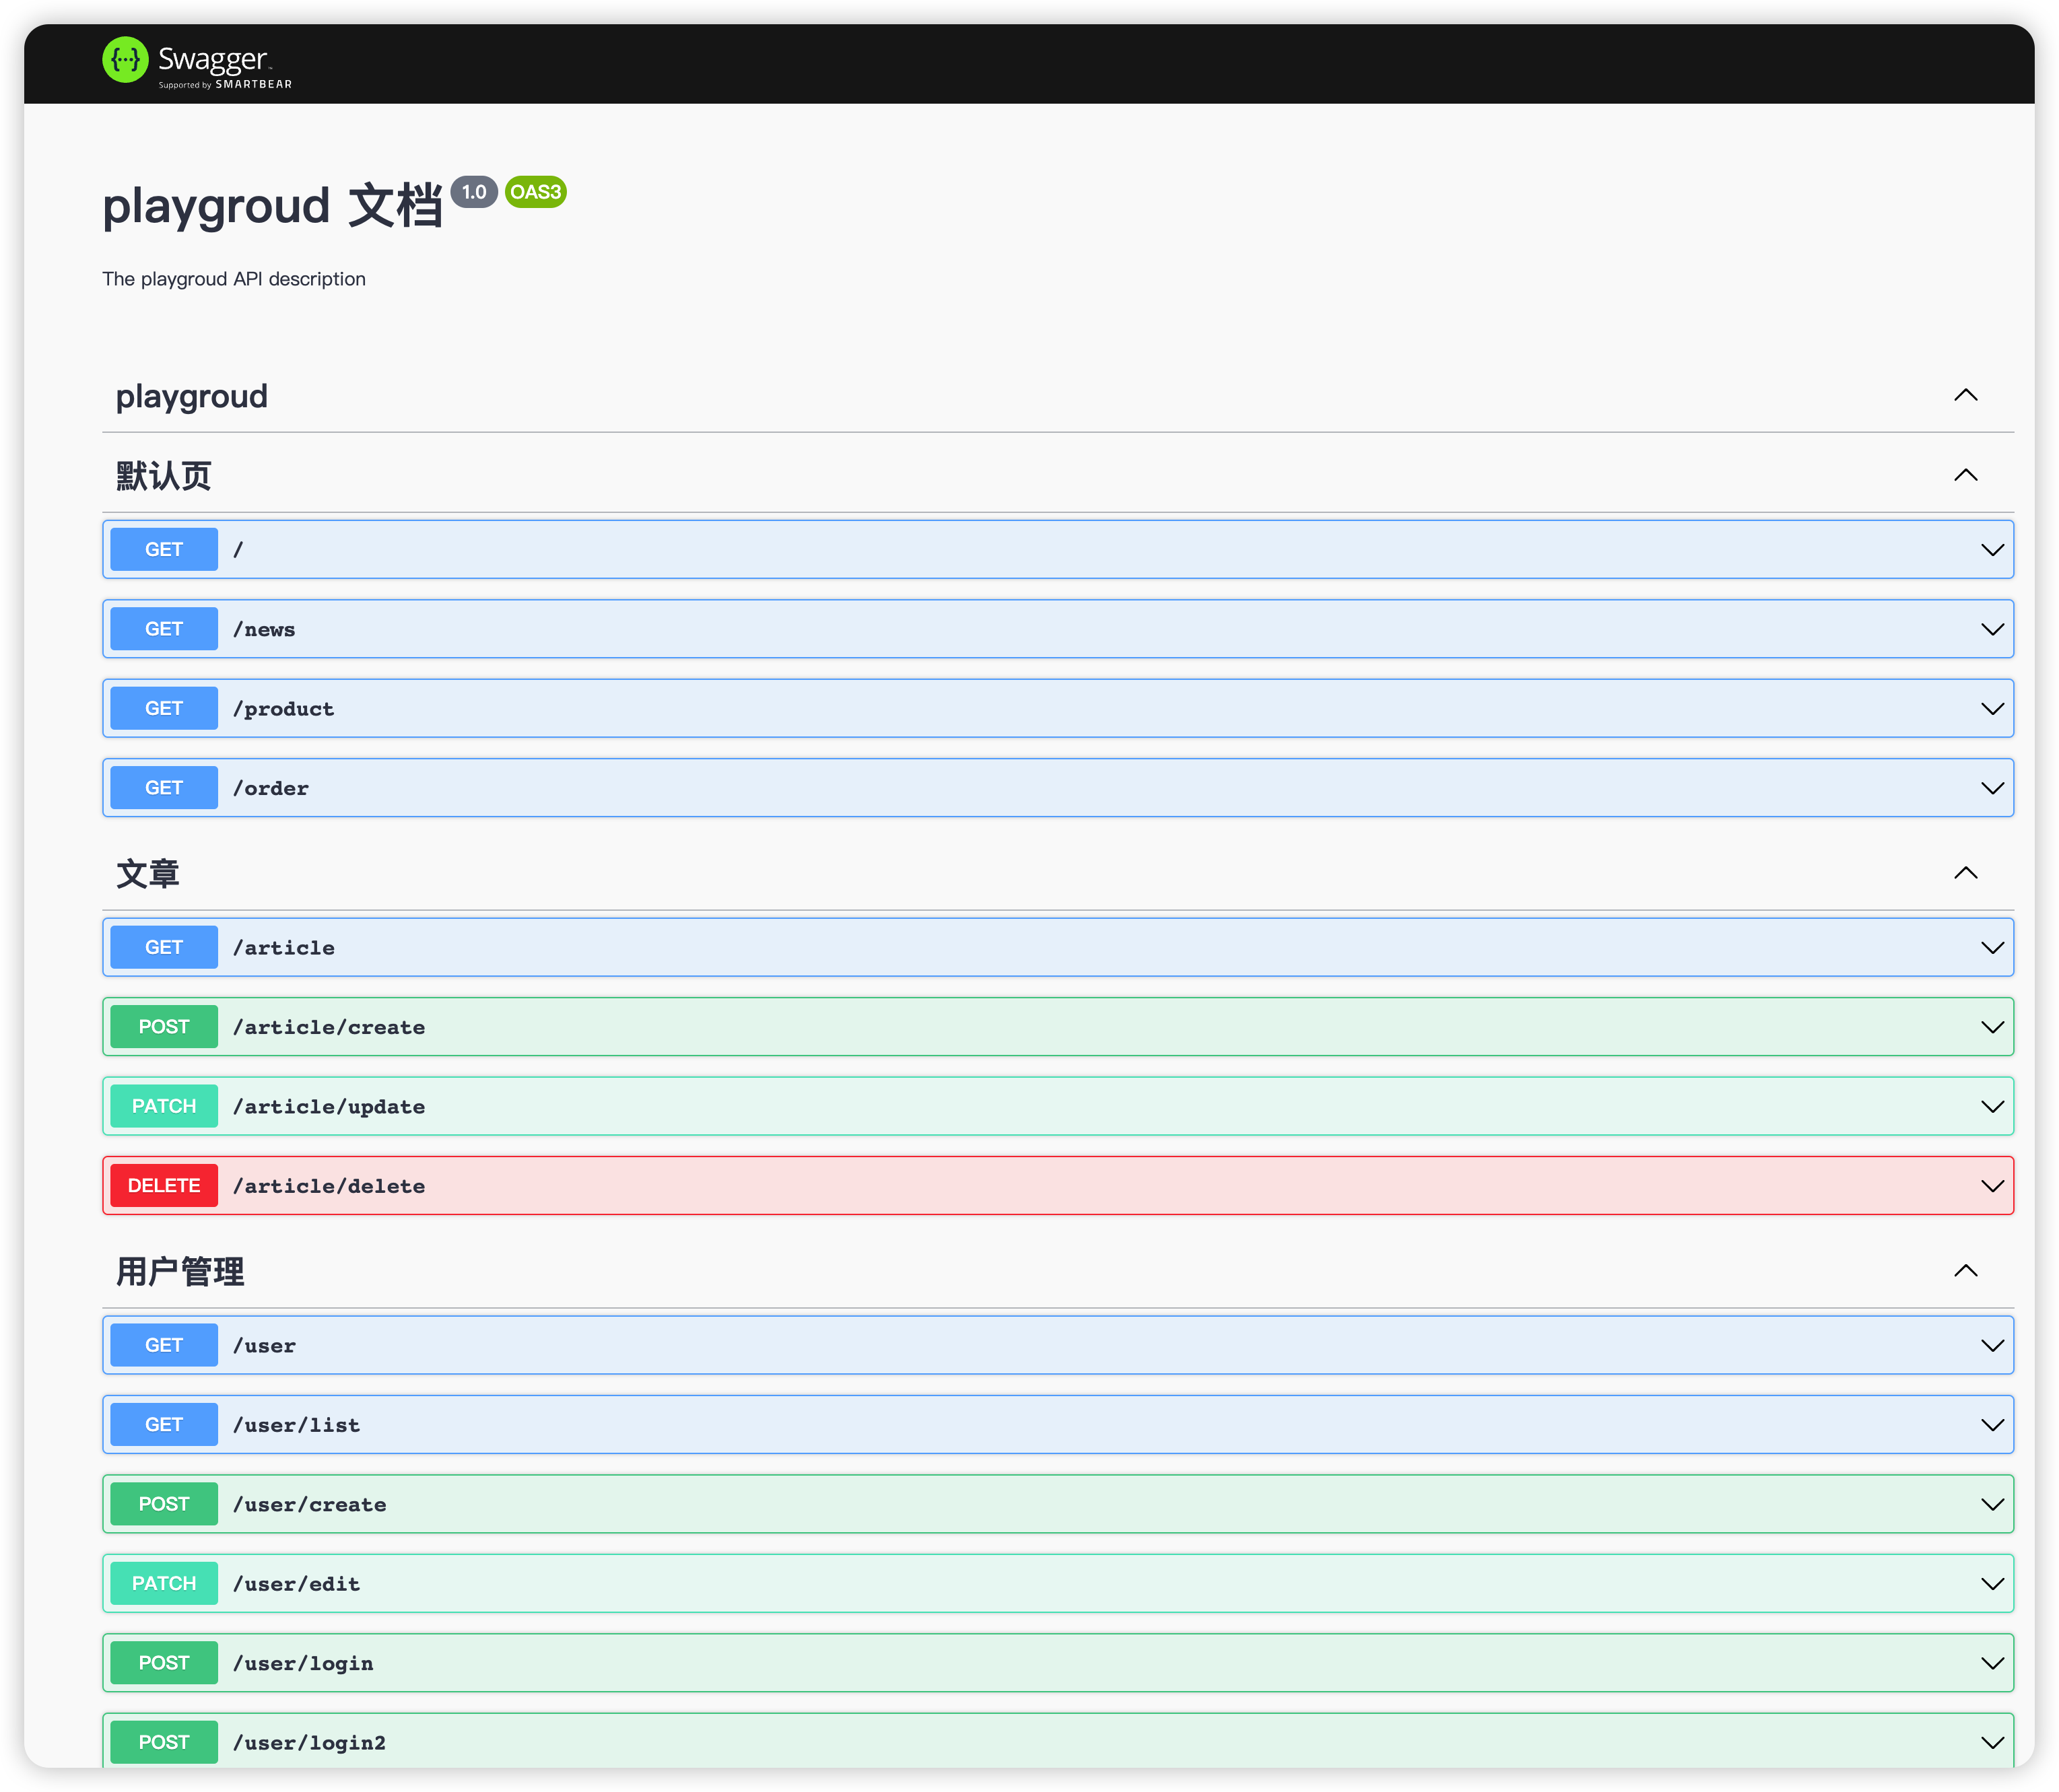 Swagger
Supported by SMARTBEAR
playgroud 文档 1.0 OAS3
The playgroud API description
playgroud
默认页
GET /
GET /news
GET /product
GET /order
文章
GET /article
POST /article/create
PATCH /article/update
DELETE /article/delete
用户管理
GET /user
GET /user/list
POST /user/create
PATCH /user/edit
POST /user/login
POST /user/login2